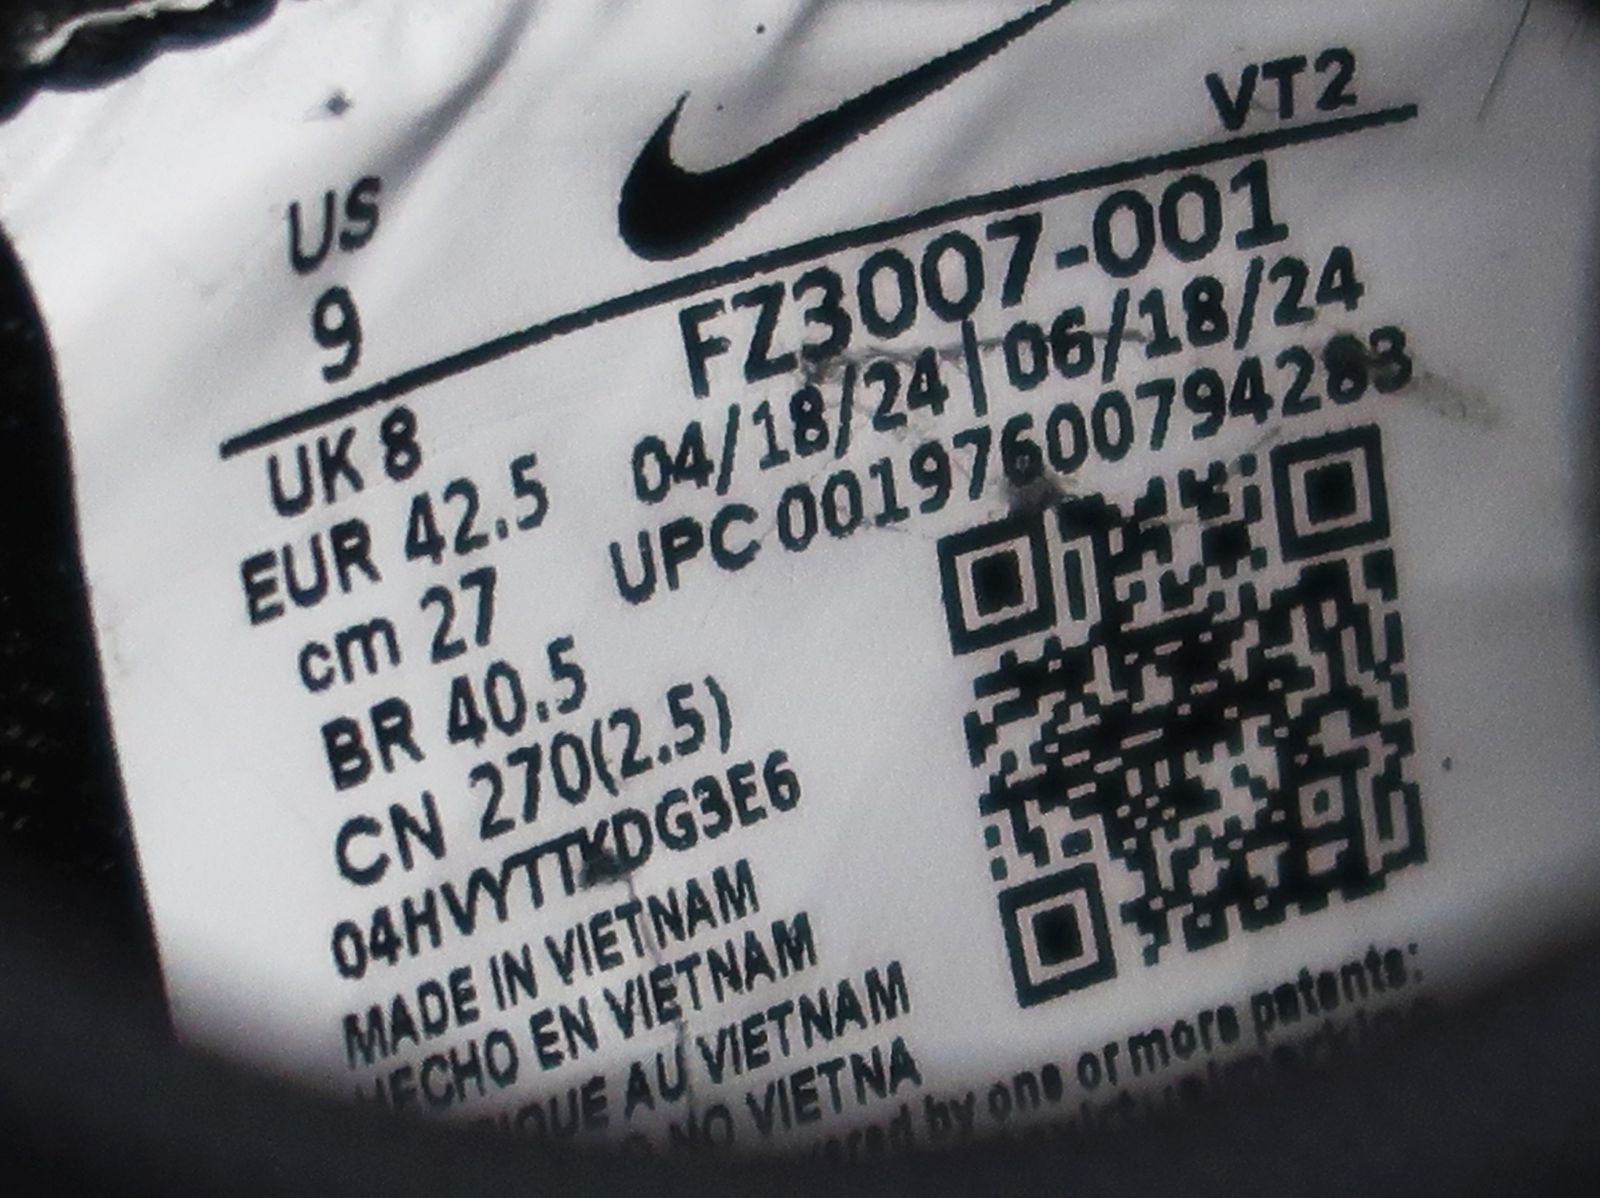 VT2
US
9
FZ3007-001
04/18/24|06/18/24
UPC 00197600794283
UK 8
EUR 42.5
cm 27
BR 40.5
CN 270(2.5)
04HVYTTKDG3E6
MADE IN VIETNAM
HECHO EN VIETNAM
AU VIETNAM
NO VIETNA
by one or more patents: